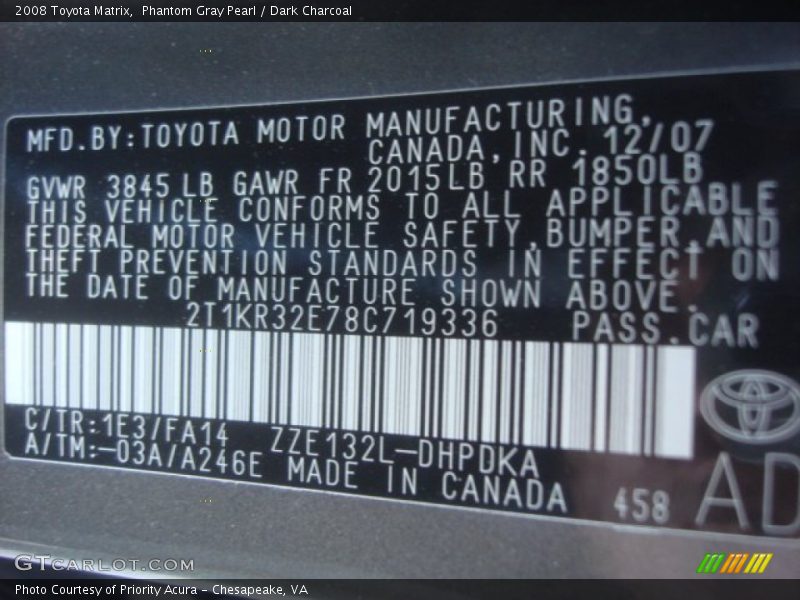 2008 Toyota Matrix,  Phantom Gray Pearl / Dark Charcoal
MFD.BY:TOYOTA MOTOR MANUFACTURING,
CANADA,INC. 12/07
GVWR 3845LB GAWR FR 2015LB RR 1850LB
THIS VEHICLE CONFORMS TO ALL APPLICABLE
FEDERAL MOTOR VEHICLE SAFETY,BUMPER,AND
THEFT PREVENTION STANDARDS IN EFFECT ON
THE DATE OF MANUFACTURE SHOWN ABOVE.
2T1KR32E78C719336 PASS.CAR
C/TR:1E3/FA14 ZZE132L-DHPDKA
A/TM:-03A/A246E MADE IN CANADA 458 AD
GTCARLOT.COM
Photo Courtesy of Priority Acura - Chesapeake, VA